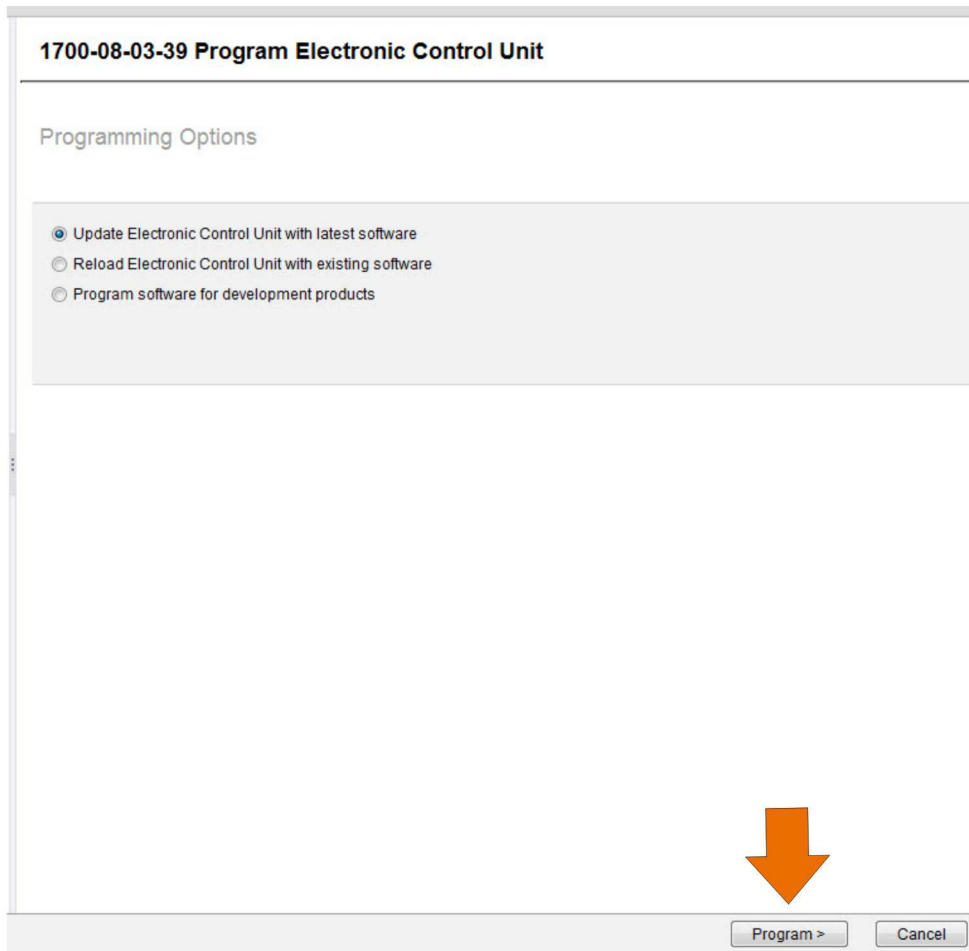 1700-08-03-39 Program Electronic Control Unit
Programming Options
Update Electronic Control Unit with latest software
Reload Electronic Control Unit with existing software
Program software for development products
Program >
Cancel